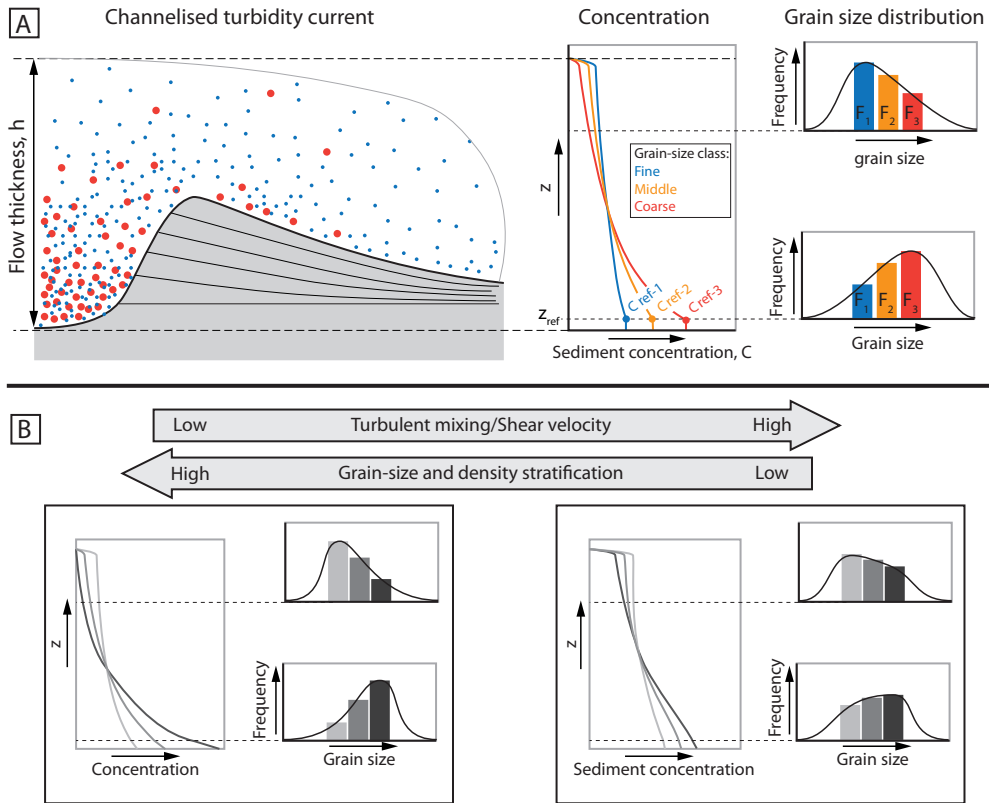 A
Channelised turbidity current
Concentration
Grain size distribution
Flow thickness, h
z
Grain-size class:
Fine
Middle
Coarse
C ref-1
C ref-2
C ref-3
z_ref
Sediment concentration, C
Frequency
F₁
F₂
F₃
grain size
Frequency
F₁
F₂
F₃
Grain size
B
Low
Turbulent mixing/Shear velocity
High
High
Grain-size and density stratification
Low
z
Concentration
Frequency
Grain size
z
Sediment concentration
Frequency
Grain size